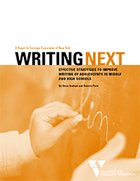 A Report to Carnegie Corporation of New York
WRITING NEXT
EFFECTIVE STRATEGIES TO IMPROVE
WRITING OF ADOLESCENTS IN MIDDLE
AND HIGH SCHOOLS
By Steve Graham and Dolores Perin